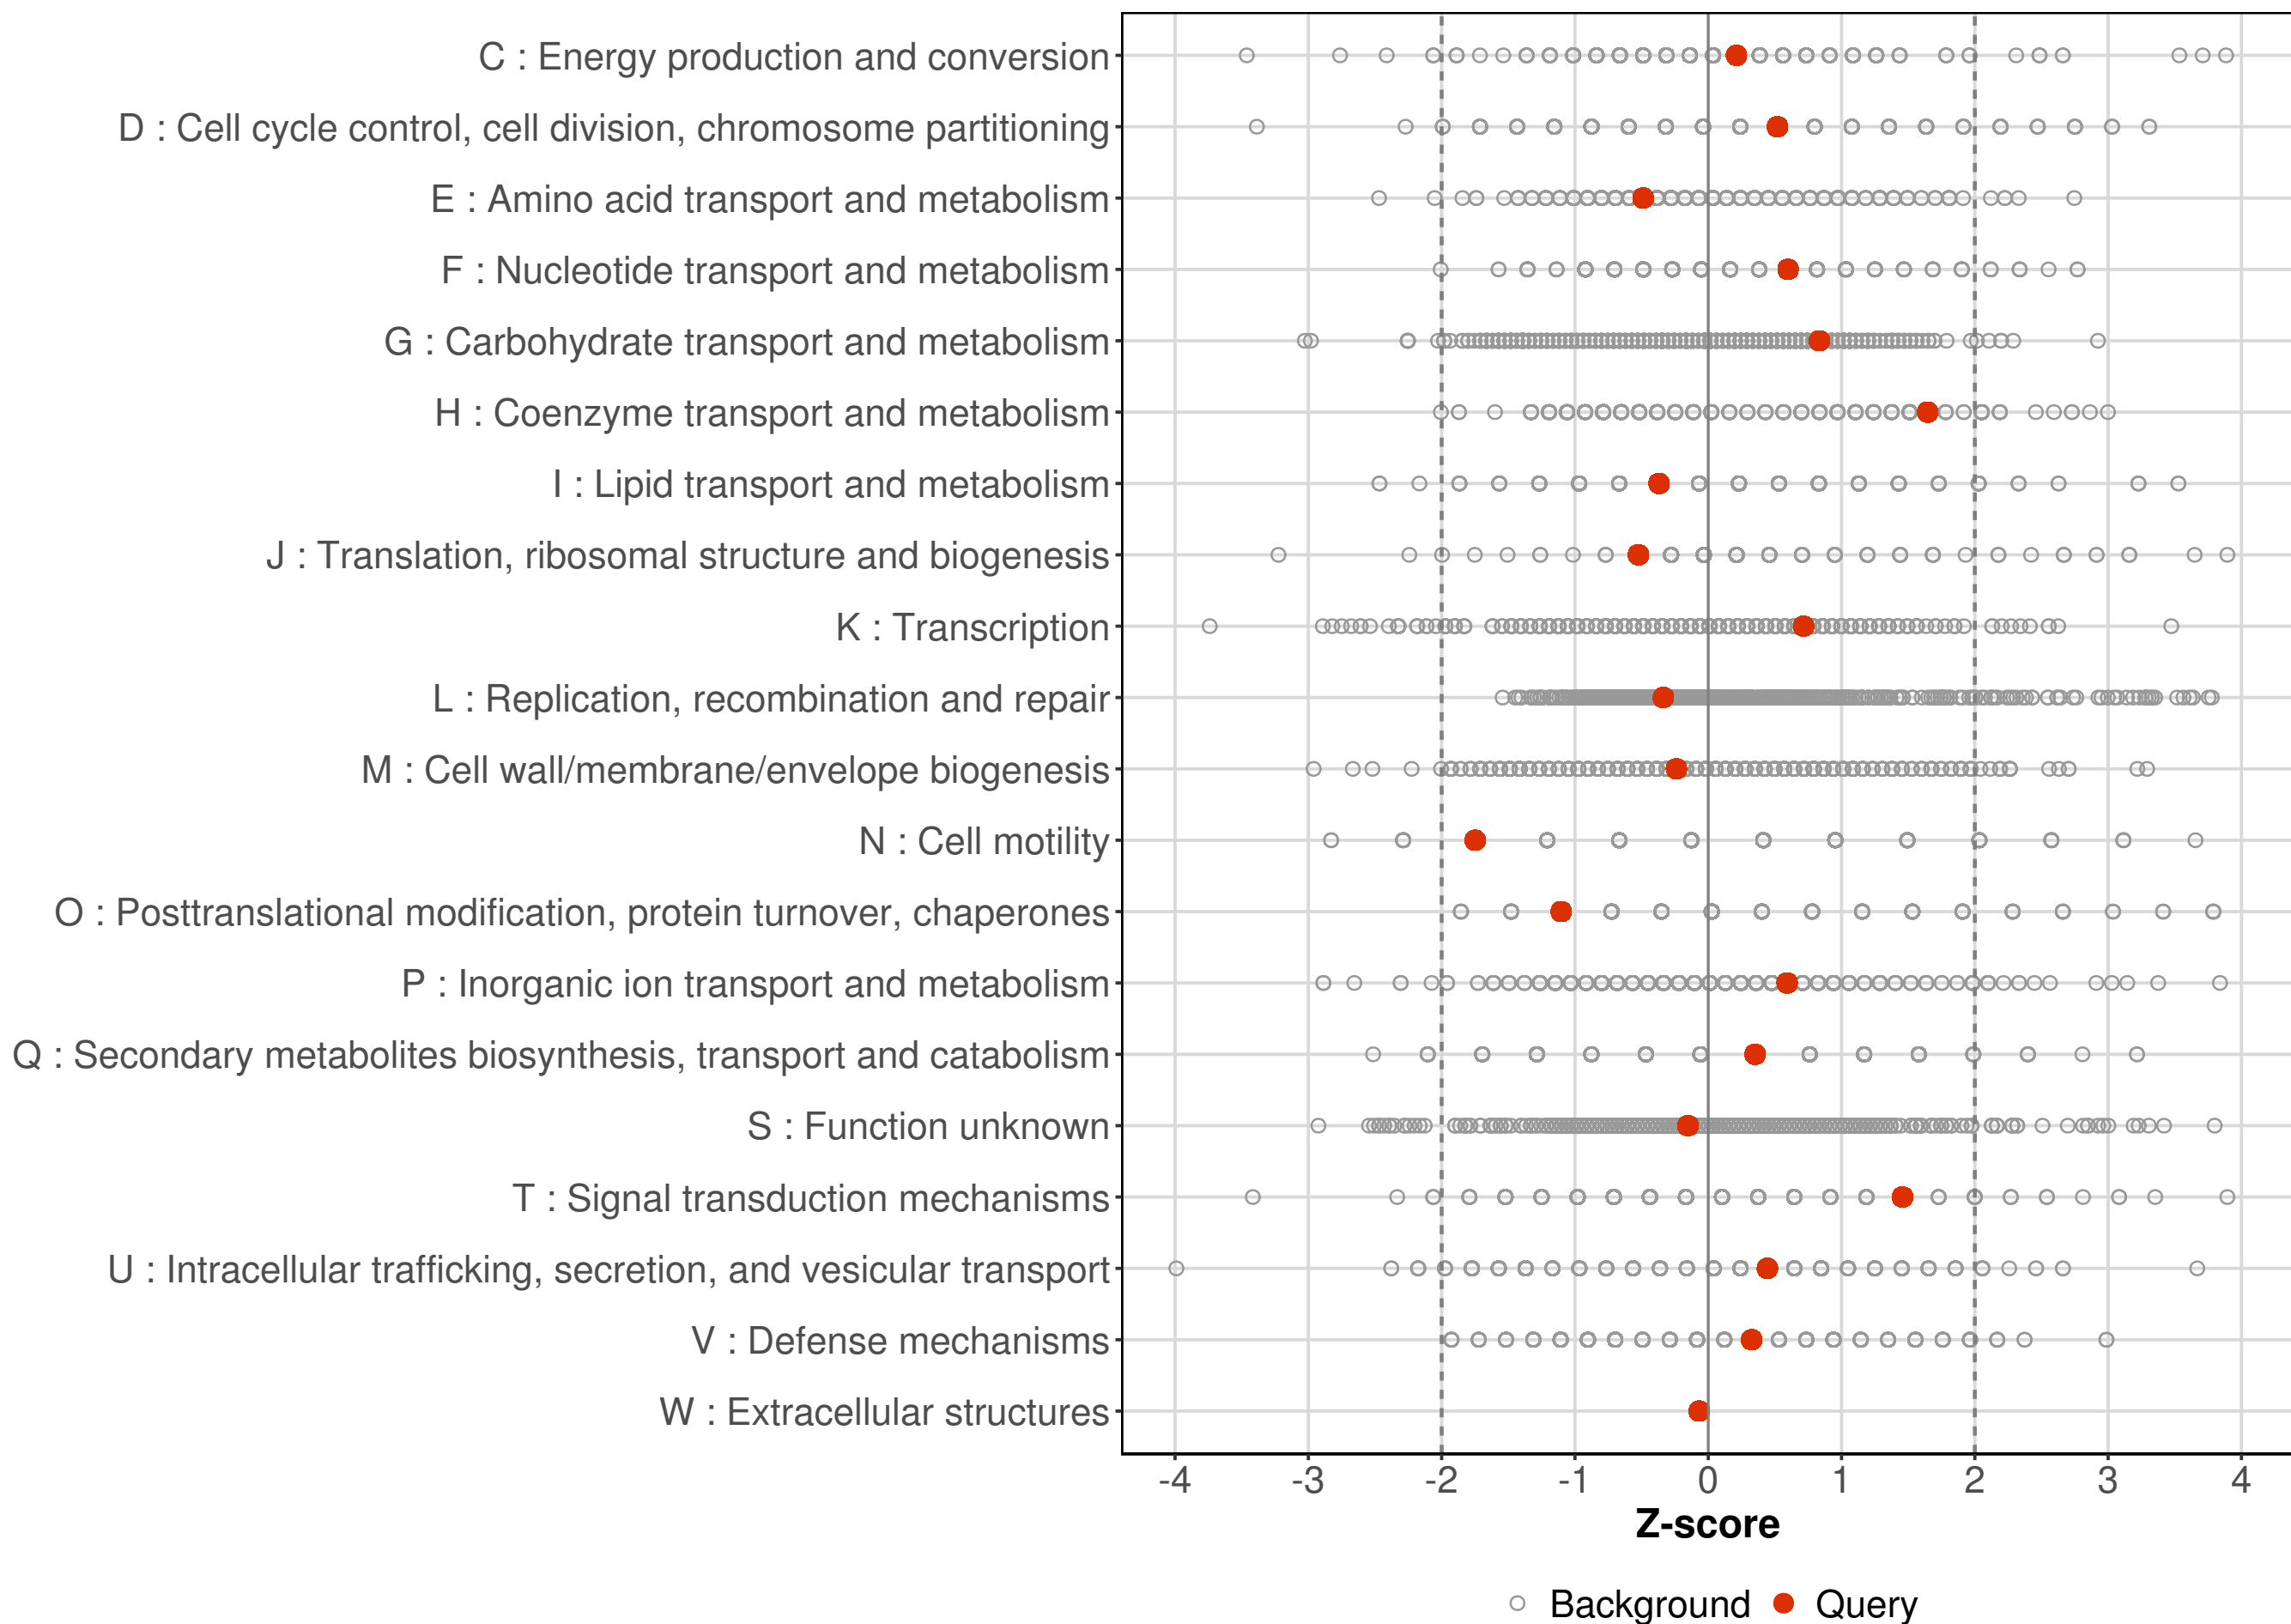 C : Energy production and conversion
D : Cell cycle control, cell division, chromosome partitioning
E : Amino acid transport and metabolism
F : Nucleotide transport and metabolism
G : Carbohydrate transport and metabolism
H : Coenzyme transport and metabolism
I : Lipid transport and metabolism
J : Translation, ribosomal structure and biogenesis
K : Transcription
L : Replication, recombination and repair
M : Cell wall/membrane/envelope biogenesis
N : Cell motility
O : Posttranslational modification, protein turnover, chaperones
P : Inorganic ion transport and metabolism
Q : Secondary metabolites biosynthesis, transport and catabolism
S : Function unknown
T : Signal transduction mechanisms
U : Intracellular trafficking, secretion, and vesicular transport
V : Defense mechanisms
W : Extracellular structures
-4 -3 -2 -1 0 1 2 3 4
Z-score
Background Query